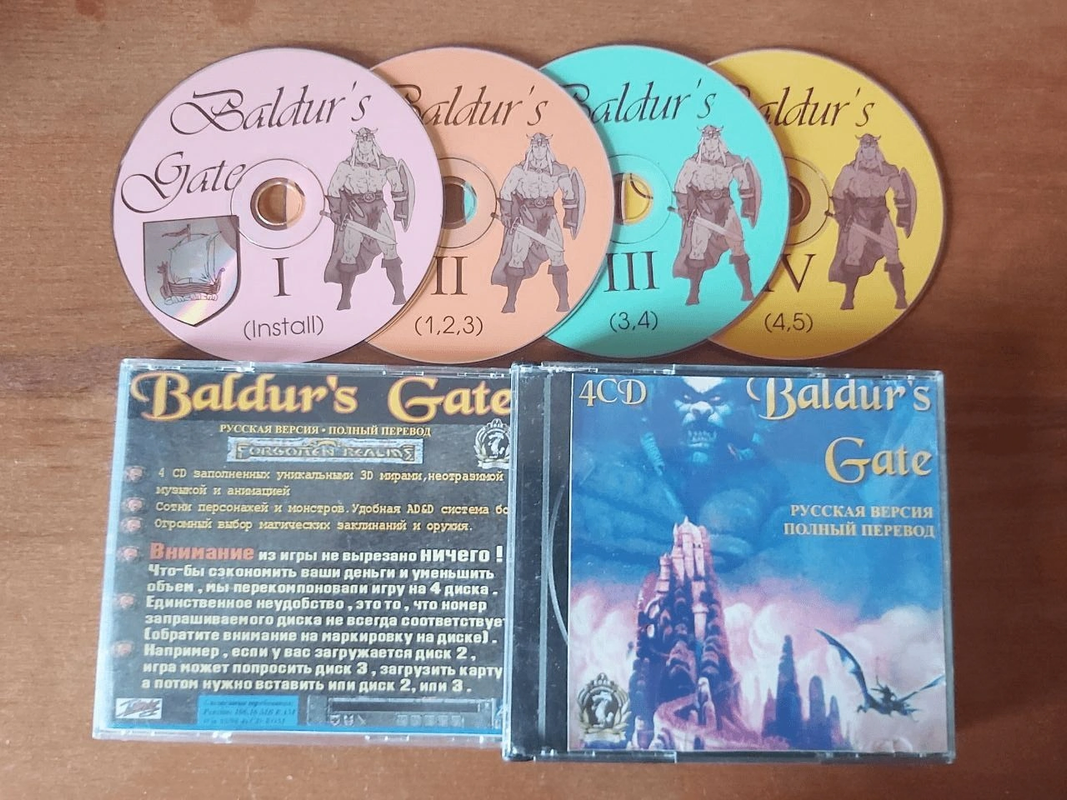 Baldur's
Gate
I
(Install)
Baldur's
II
(1,2,3)
Baldur's
III
(3,4)
Baldur's
IV
(4,5)
Baldur's Gate
РУССКАЯ ВЕРСИЯ • ПОЛНЫЙ ПЕРЕВОД
FORGOTTEN REALMS
4 CD заполненных уникальными 3D мирами,неотразимой
музыкой и анимацией
Сотни персонажей и монстров.Удобная AD&D система
Огромный выбор магических заклинаний и оружия.
Внимание из игры не вырезано ничего !
Что-бы сэкономить ваши деньги и уменьшить
объем , мы перекомпоновали игру на 4 диска .
Единственное неудобство , это то , что номер
запрашиваемого диска не всегда соответствует
(обратите внимание на маркировку на диске) .
Например , если у вас загружается диск 2 ,
игра может попросить диск 3 , загрузить карту
а потом нужно вставить или диск 2, или 3 .
4CD
Baldur's
Gate
РУССКАЯ ВЕРСИЯ
ПОЛНЫЙ ПЕРЕВОД